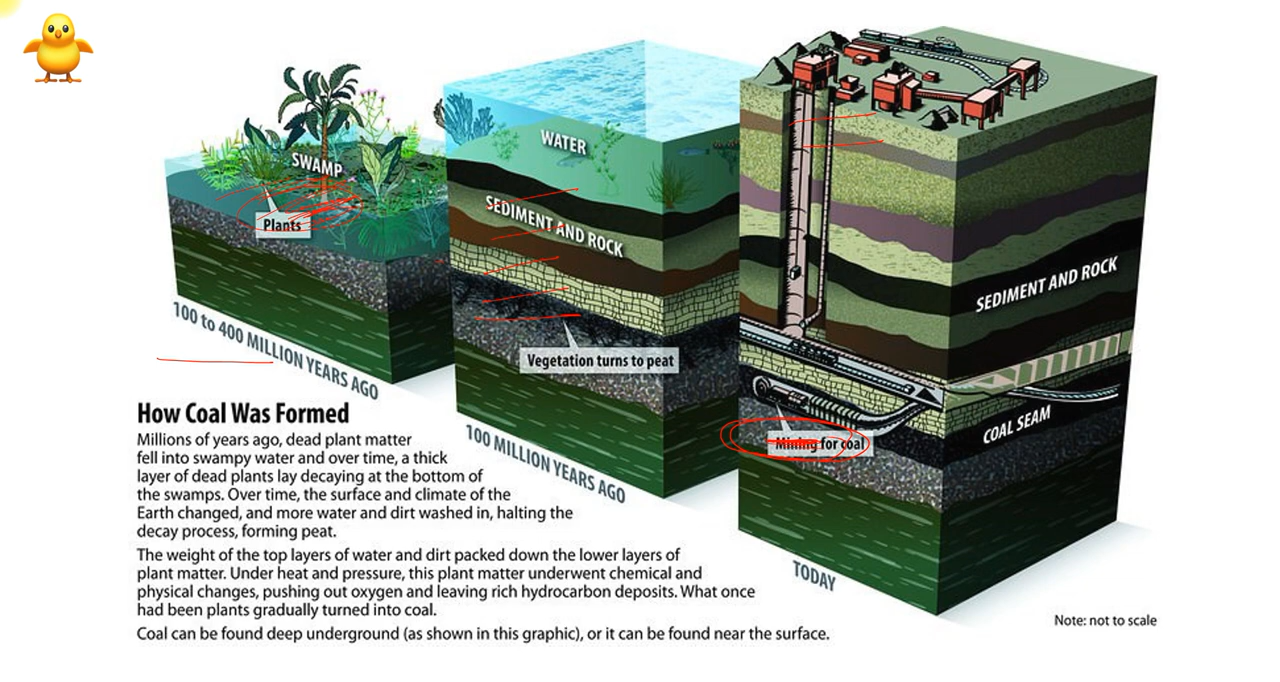 SWAMP
Plants
100 to 400 MILLION YEARS AGO
WATER
SEDIMENT AND ROCK
Vegetation turns to peat
100 MILLION YEARS AGO
SEDIMENT AND ROCK
COAL SEAM
Mining for coal
TODAY
How Coal Was Formed
Millions of years ago, dead plant matter
fell into swampy water and over time, a thick
layer of dead plants lay decaying at the bottom of
the swamps. Over time, the surface and climate of the
Earth changed, and more water and dirt washed in, halting the
decay process, forming peat.
The weight of the top layers of water and dirt packed down the lower layers of
plant matter. Under heat and pressure, this plant matter underwent chemical and
physical changes, pushing out oxygen and leaving rich hydrocarbon deposits. What once
had been plants gradually turned into coal.
Coal can be found deep underground (as shown in this graphic), or it can be found near the surface.
Note: not to scale